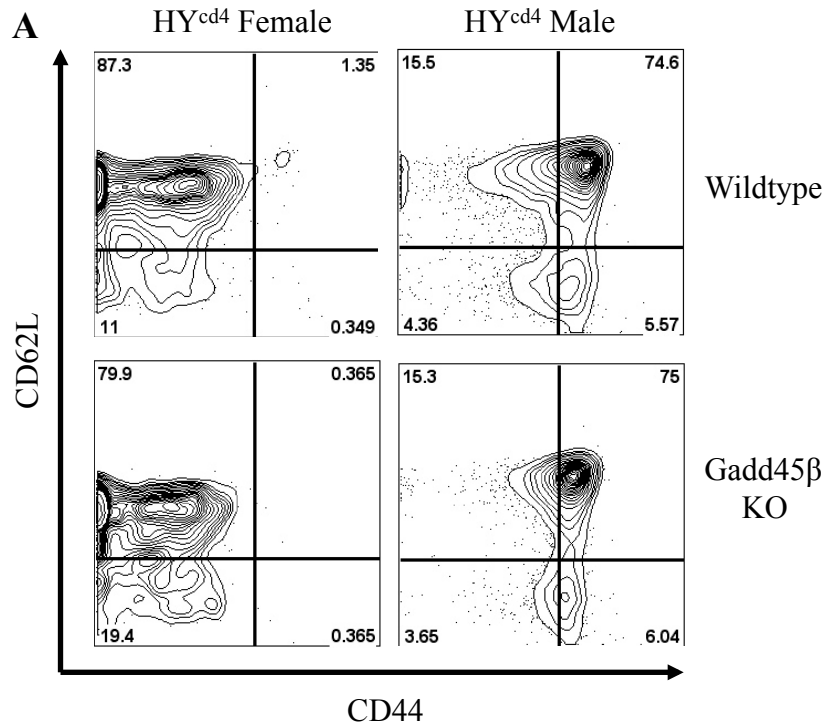 A
HYcd4 Female
HYcd4 Male
87.3
1.35
11
0.349
15.5
74.6
4.36
5.57
Wildtype
79.9
0.365
19.4
0.365
15.3
75
3.65
6.04
Gadd45β
KO
CD62L
CD44